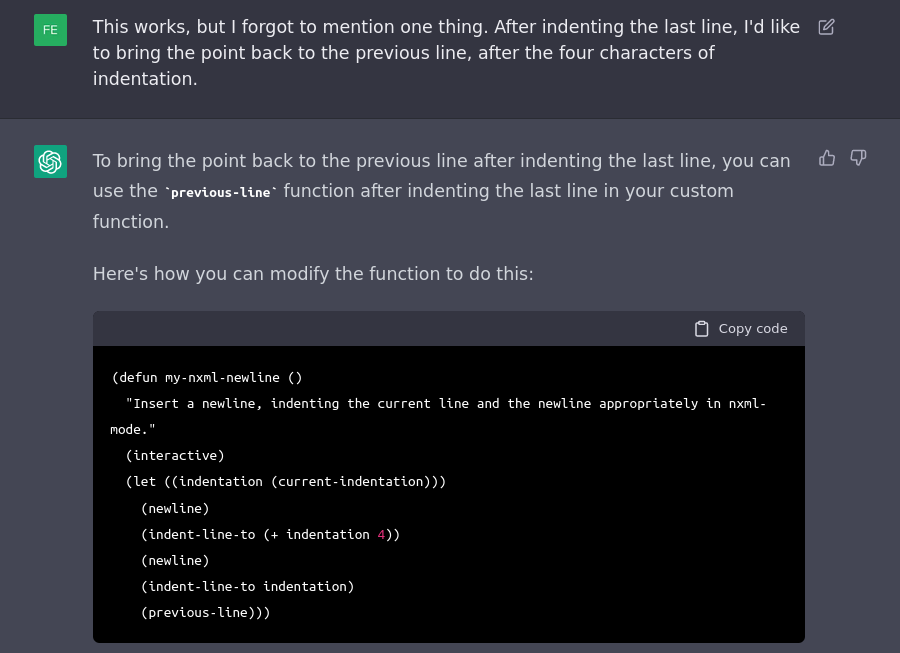 FE
This works, but I forgot to mention one thing. After indenting the last line, I'd like
to bring the point back to the previous line, after the four characters of
indentation.
To bring the point back to the previous line after indenting the last line, you can
use the `previous-line` function after indenting the last line in your custom
function.
Here's how you can modify the function to do this:
Copy code
(defun my-nxml-newline ()
  "Insert a newline, indenting the current line and the newline appropriately in nxml-
mode."
  (interactive)
  (let ((indentation (current-indentation)))
    (newline)
    (indent-line-to (+ indentation 4))
    (newline)
    (indent-line-to indentation)
    (previous-line)))